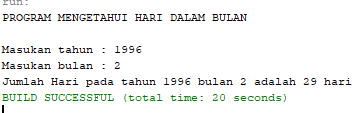 run:
PROGRAM MENGETAHUI HARI DALAM BULAN
Masukan tahun : 1996
Masukan bulan : 2
Jumlah Hari pada tahun 1996 bulan 2 adalah 29 hari
BUILD SUCCESSFUL (total time: 20 seconds)